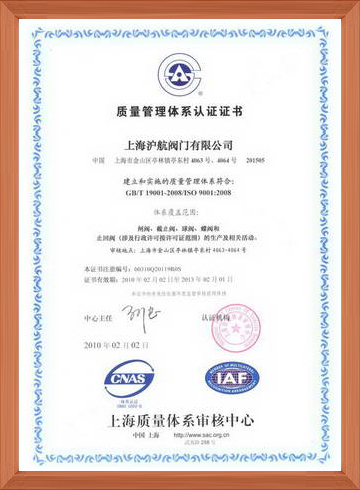 质量管理体系认证证书
上海沪航阀门有限公司
中国 上海市金山区亭林镇亭东村 4063 号、4064 号 201505
建立和实施的质量管理体系符合:
GB/T 19001-2008/ISO 9001:2008
体系覆盖范围:
闸阀、截止阀、球阀、蝶阀和
止回阀 (涉及行政许可按许可证范围) 的生产及相关活动。
审核地点: 上海市金山区亭林镇亭东村 4063-4064 号
本证书注册编号:
证书有效期: 2010 年 02 月 02 日至 2013 年 02 月 01 日
中心主任
认证机构
2010 年 02 月 02 日
CNAS
IAF
上海质量体系审核中心
中国 上海 http://www.sac.org.cn